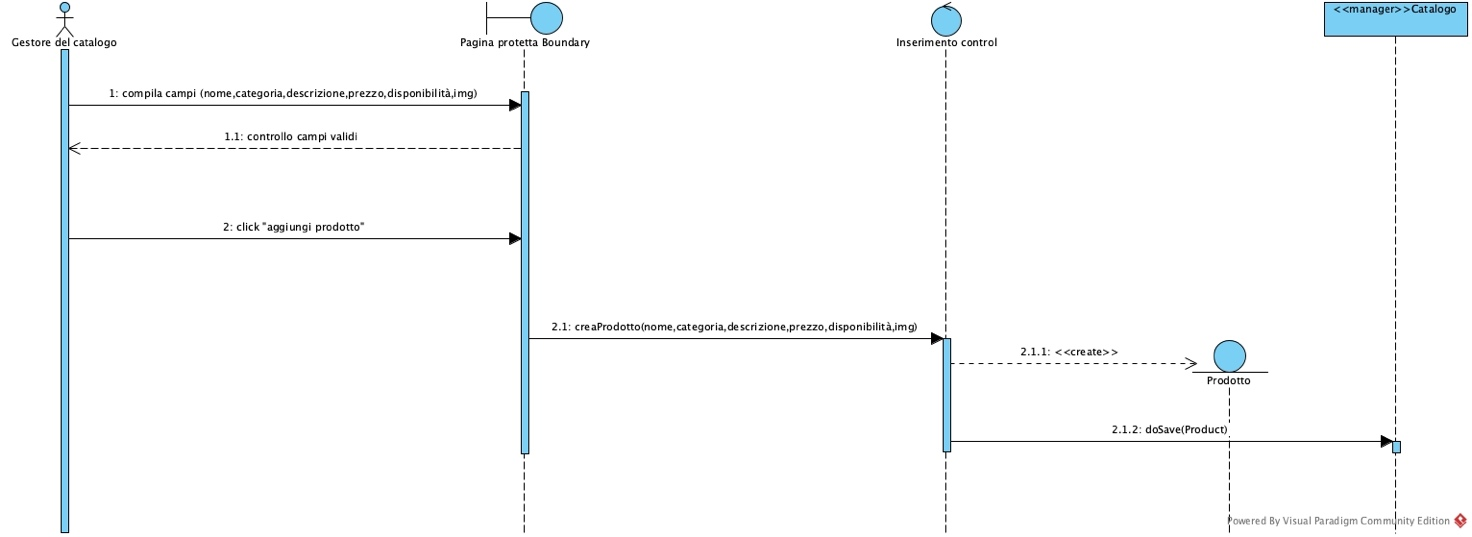 <<manager>>Catalogo
Gestore del catalogo
Pagina protetta Boundary
Inserimento control
1: compila campi (nome,categoria,descrizione,prezzo,disponibilità,img)
1.1: controllo campi validi
2: click "aggiungi prodotto"
2.1: creaProdotto(nome,categoria,descrizione,prezzo,disponibilità,img)
2.1.1: <<create>>
Prodotto
2.1.2: doSave(Product)
Powered By Visual Paradigm Community Edition